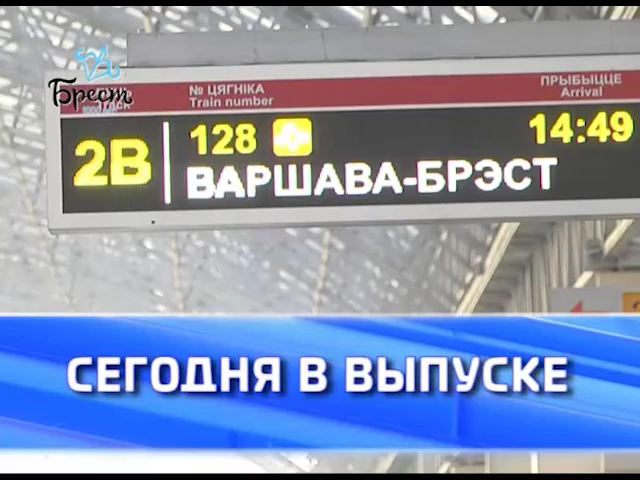 Брест
№ ЦЯГНІКА
Train number
ПРЫБЫЦЦЕ
Arrival
2В
128
14:49
ВАРШАВА-БРЭСТ
СЕГОДНЯ В ВЫПУСКЕ